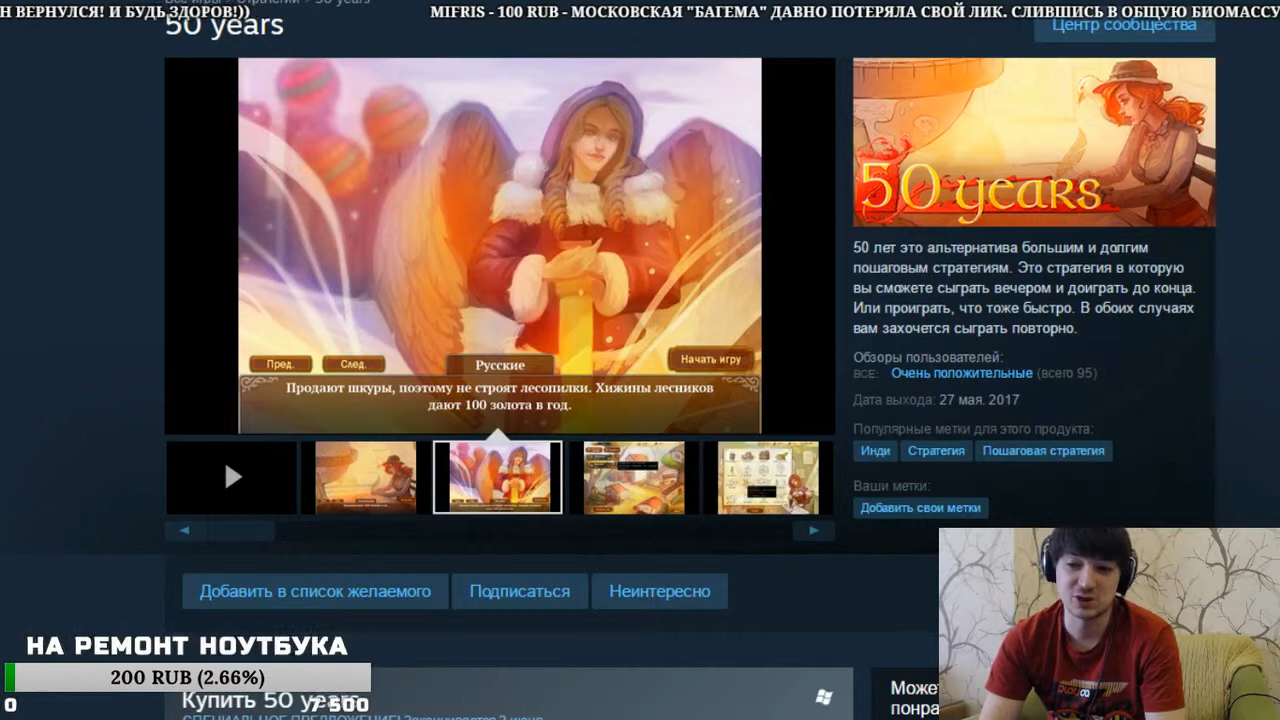 Н ВЕРНУЛСЯ! И БУДЬ ЗДОРОВ!)
MIFRIS - 100 RUB - МОСКОВСКАЯ "БАГЕМА" ДАВНО ПОТЕРЯЛА СВОЙ ЛИК. СЛИВШИСЬ В ОБЩУЮ БИОМАССУ
50 years
Центр сообщества
50 years
50 лет это альтернатива большим и долгим
пошаговым стратегиям. Это стратегия в которую
вы сможете сыграть вечером и доиграть до конца.
Или проиграть, что тоже быстро. В обоих случаях
вам захочется сыграть повторно.
Обзоры пользователей:
ВСЕ: Очень положительные (всего 95)
Дата выхода: 27 мая. 2017
Популярные метки для этого продукта:
Инди Стратегия Пошаговая стратегия
Ваши метки:
Добавить свои метки
Пред. След. Русские Начать игру
Продают шкуры, поэтому не строят лесопилки. Хижины лесников
дают 100 золота в год.
Добавить в список желаемого Подписаться Неинтересно
НА РЕМОНТ НОУТБУКА
200 RUB (2.66%)
0 7 500
Купить 50 years
Может
понра